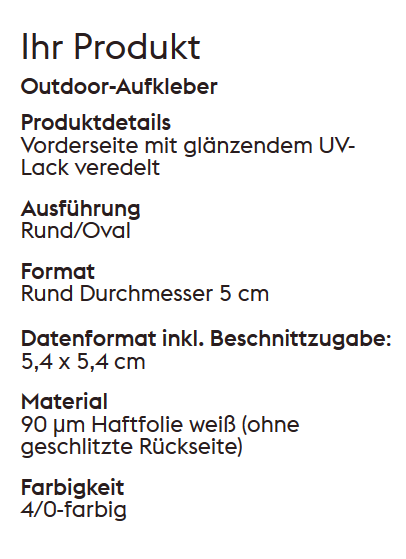 Ihr Produkt
Outdoor-Aufkleber
Produktdetails
Vorderseite mit glänzendem UV-
Lack veredelt
Ausführung
Rund/Oval
Format
Rund Durchmesser 5 cm
Datenformat inkl. Beschnittzugabe:
5,4 x 5,4 cm
Material
90 µm Haftfolie weiß (ohne
geschlitzte Rückseite)
Farbigkeit
4/0-farbig